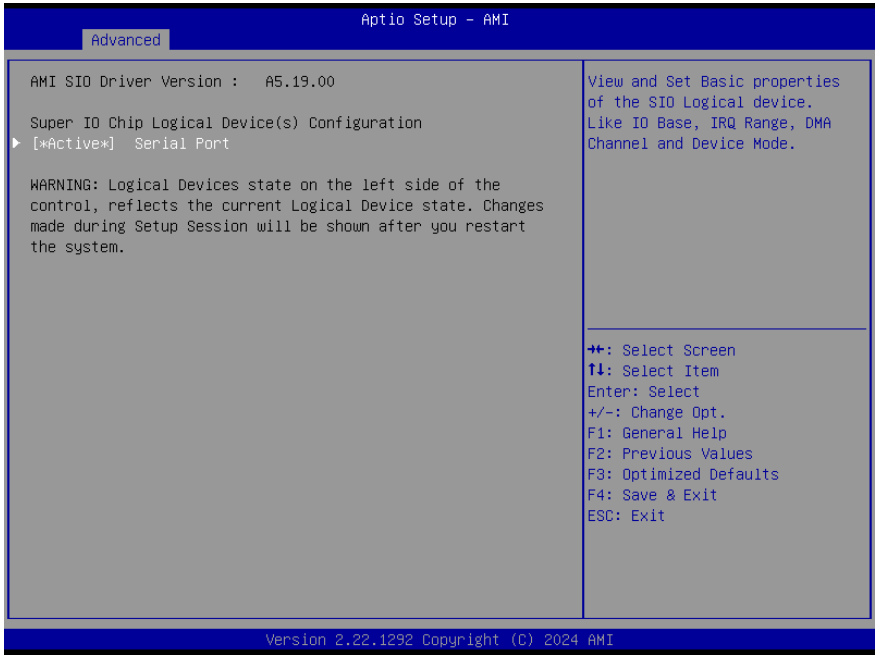 Aptio Setup - AMI
Advanced
AMI SIO Driver Version :   A5.19.00
Super IO Chip Logical Device(s) Configuration
[*Active*]  Serial Port
WARNING: Logical Devices state on the left side of the
control, reflects the current Logical Device state. Changes
made during Setup Session will be shown after you restart
the system.
View and Set Basic properties
of the SIO Logical device.
Like IO Base, IRQ Range, DMA
Channel and Device Mode.
→←: Select Screen
↑↓: Select Item
Enter: Select
+/-: Change Opt.
F1: General Help
F2: Previous Values
F3: Optimized Defaults
F4: Save & Exit
ESC: Exit
Version 2.22.1292 Copyright (C) 2024 AMI